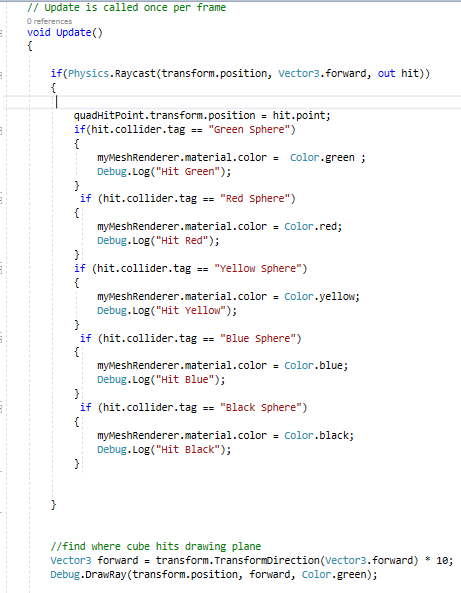 // Update is called once per frame
0 references
void Update()
{
if(Physics.Raycast(transform.position, Vector3.forward, out hit))
{
quadHitPoint.transform.position = hit.point;
if(hit.collider.tag == "Green Sphere")
{
myMeshRenderer.material.color =  Color.green ;
Debug.Log("Hit Green");
}
if (hit.collider.tag == "Red Sphere")
{
myMeshRenderer.material.color = Color.red;
Debug.Log("Hit Red");
}
if (hit.collider.tag == "Yellow Sphere")
{
myMeshRenderer.material.color = Color.yellow;
Debug.Log("Hit Yellow");
}
if (hit.collider.tag == "Blue Sphere")
{
myMeshRenderer.material.color = Color.blue;
Debug.Log("Hit Blue");
}
if (hit.collider.tag == "Black Sphere")
{
myMeshRenderer.material.color = Color.black;
Debug.Log("Hit Black");
}
}
//find where cube hits drawing plane
Vector3 forward = transform.TransformDirection(Vector3.forward) * 10;
Debug.DrawRay(transform.position, forward, Color.green);